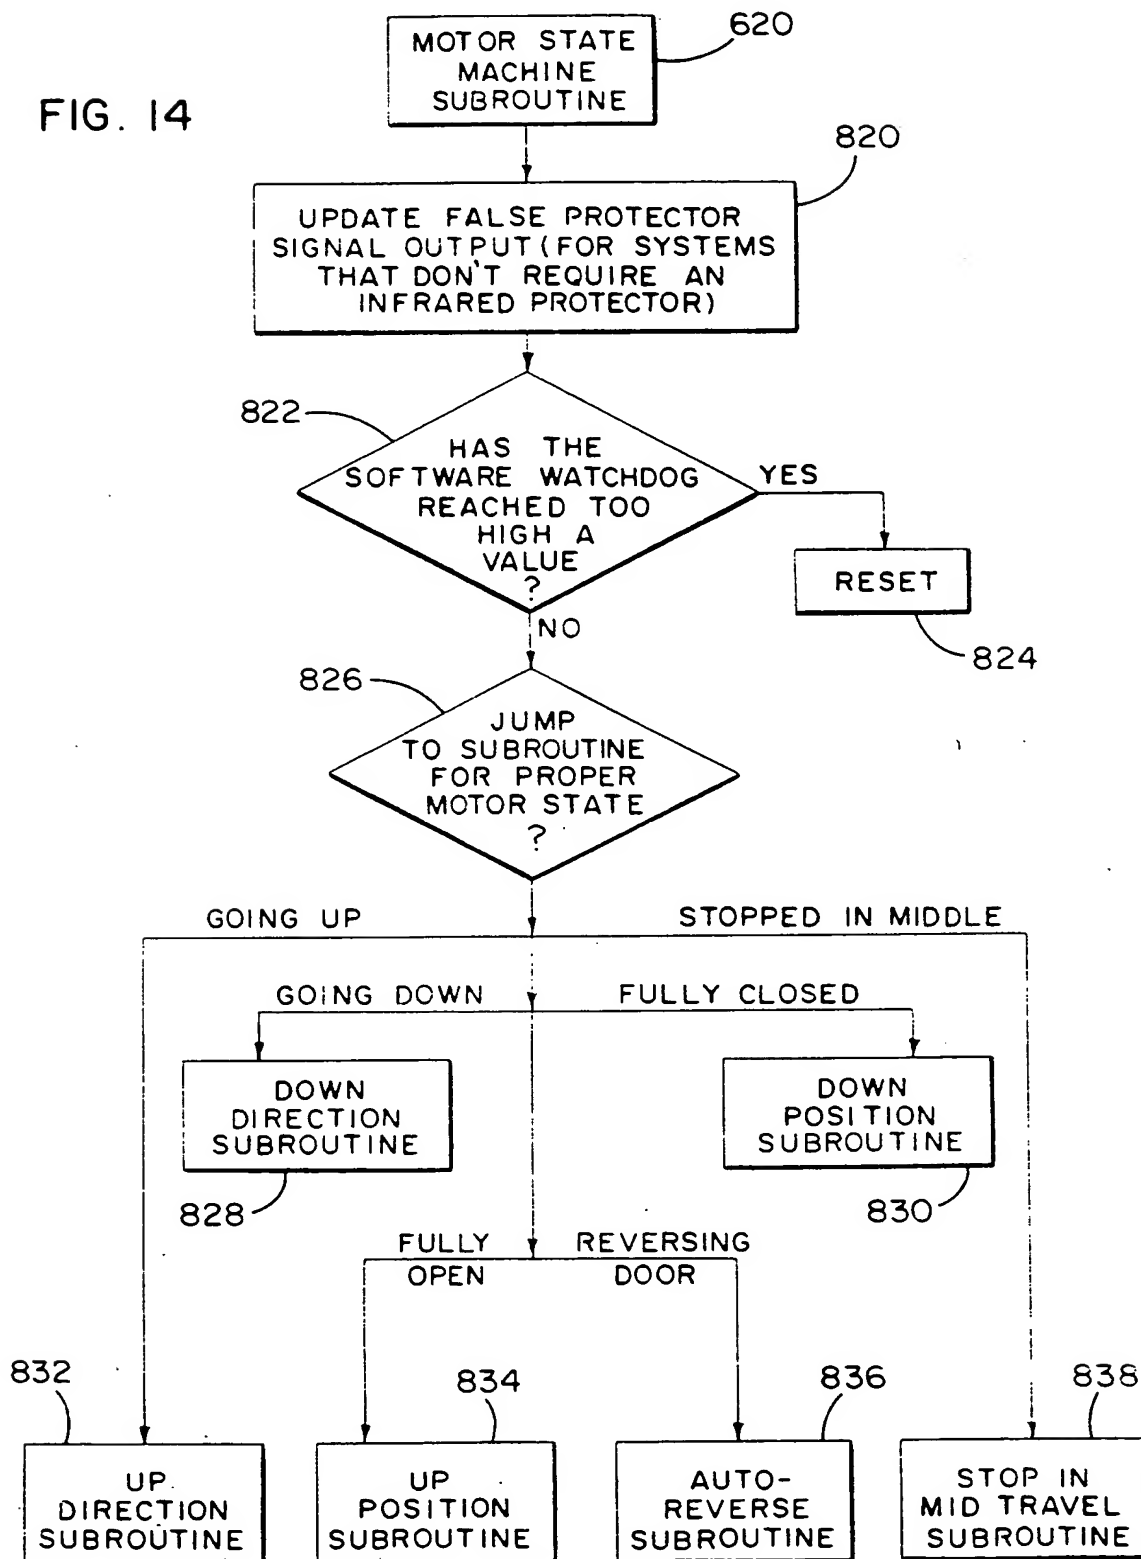 FIG. 14
MOTOR STATE
MACHINE
SUBROUTINE
620
820
UPDATE FALSE PROTECTOR
SIGNAL OUTPUT (FOR SYSTEMS
THAT DON'T REQUIRE AN
INFRARED PROTECTOR)
822
HAS THE
SOFTWARE WATCHDOG
REACHED TOO
HIGH A
VALUE
?
YES
RESET
824
NO
826
JUMP
TO SUBROUTINE
FOR PROPER
MOTOR STATE
?
GOING UP
STOPPED IN MIDDLE
GOING DOWN
FULLY CLOSED
DOWN
DIRECTION
SUBROUTINE
828
DOWN
POSITION
SUBROUTINE
830
FULLY
OPEN
REVERSING
DOOR
832
UP
DIRECTION
SUBROUTINE
834
UP
POSITION
SUBROUTINE
836
AUTO-
REVERSE
SUBROUTINE
838
STOP IN
MID TRAVEL
SUBROUTINE